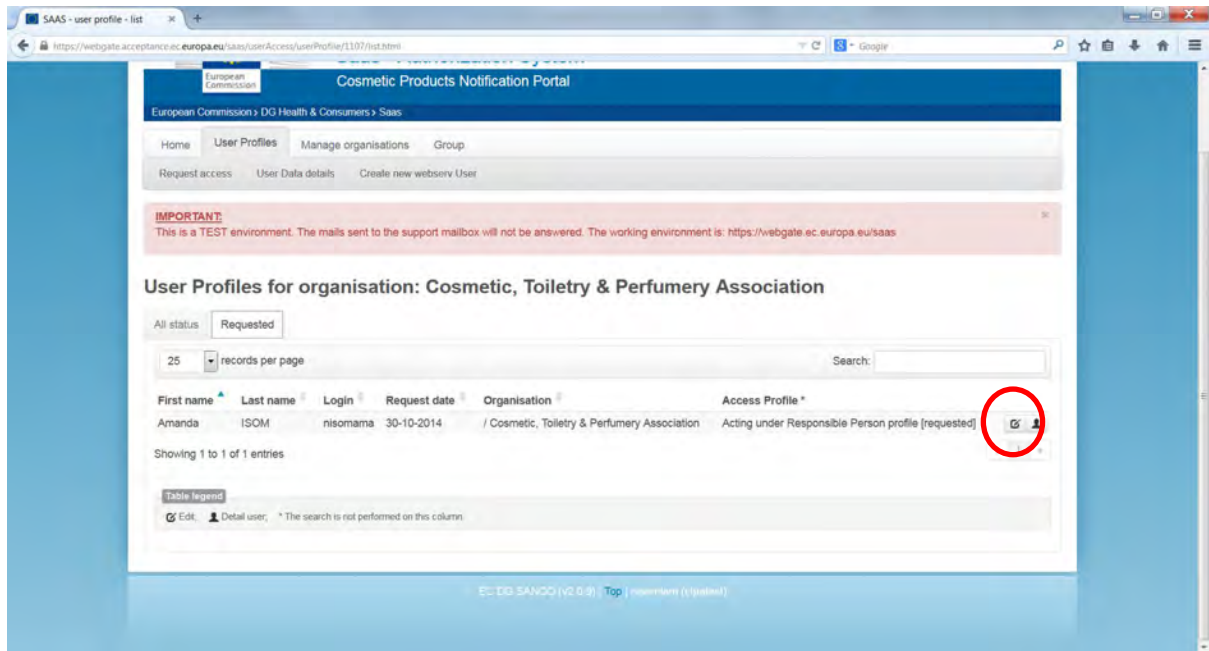 SAAS - user profile - list
https://webgate.acceptance.ec.europa.eu/saas/userAccess/userProfile/1107/list.html
Google
European
Commission
Cosmetic Products Notification Portal
European Commission > DG Health & Consumers > Saas
Home User Profiles Manage organisations Group
Request access User Data details Create new webserv User
IMPORTANT:
This is a TEST environment. The mails sent to the support mailbox will not be answered. The working environment is: https://webgate.ec.europa.eu/saas
User Profiles for organisation: Cosmetic, Toiletry & Perfumery Association
All status Requested
25 records per page Search:
First name Last name Login Request date Organisation Access Profile *
Amanda ISOM nisomama 30-10-2014 / Cosmetic, Toiletry & Perfumery Association Acting under Responsible Person profile [requested]
Showing 1 to 1 of 1 entries
Table legend
Edit, Detail user, * The search is not performed on this column.
EC DG SANCO (v2.0.9) | Top |